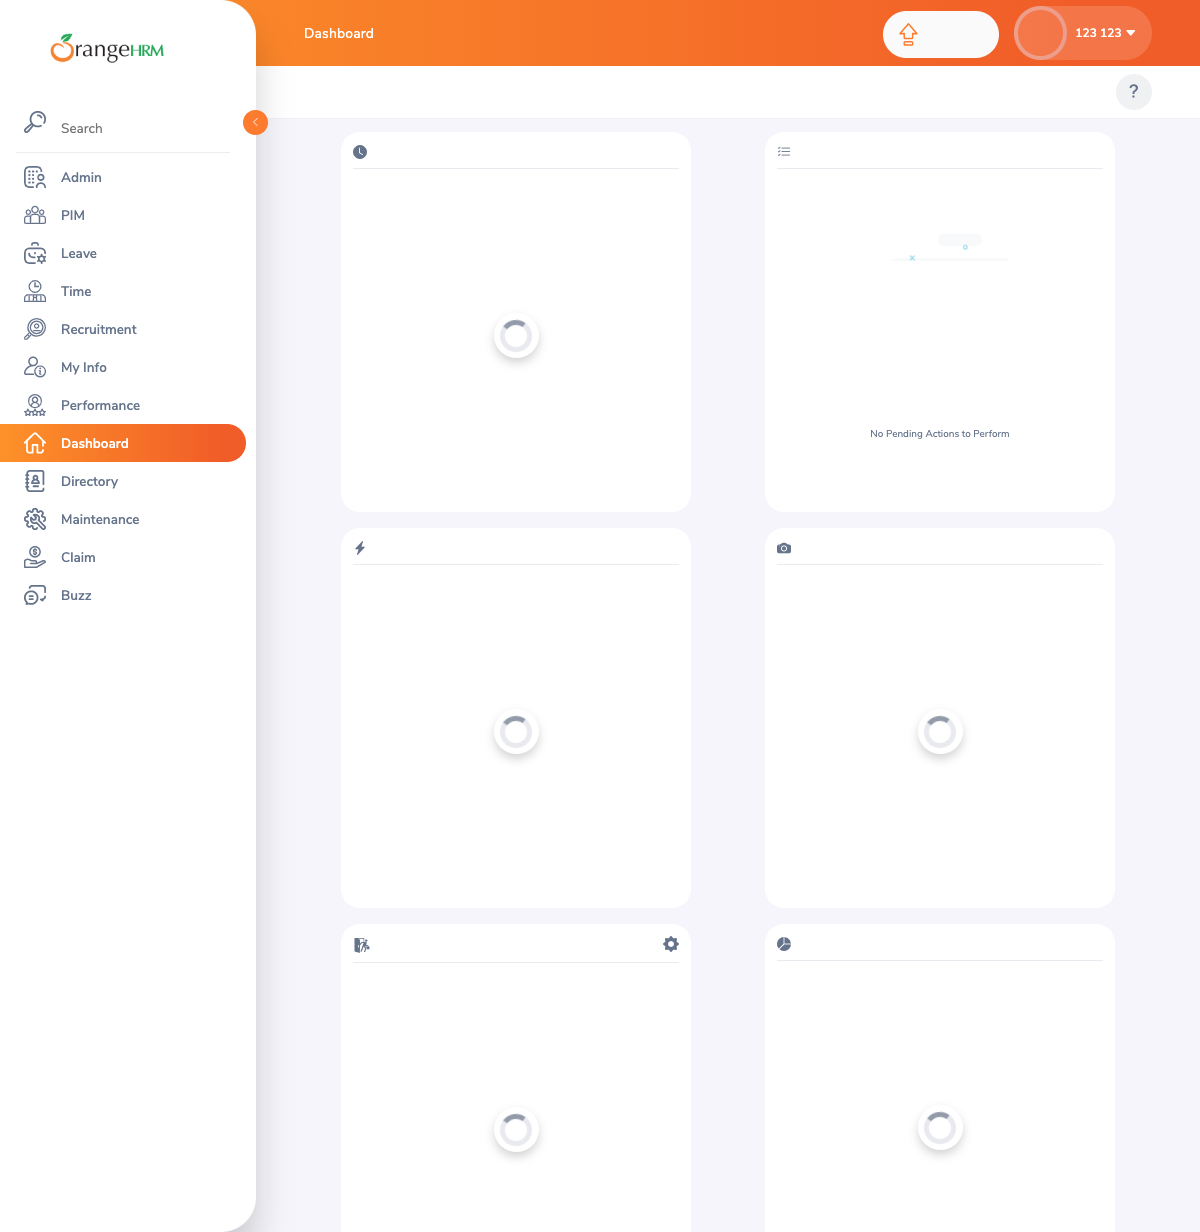 OrangeHRM
Dashboard
123 123
?
Search
Admin
PIM
Leave
Time
Recruitment
My Info
Performance
Dashboard
Directory
Maintenance
Claim
Buzz
No Pending Actions to Perform